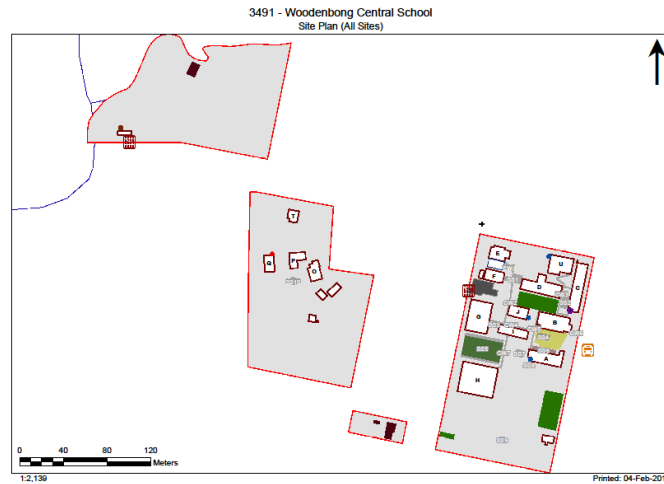 3491 - Woodenbong Central School
Site Plan (All Sites)
T
Q
P
O
E
U
F
D
C
G
J
B
I
A
H
0 40 80 120
Meters
1:2,139
Printed: 04-Feb-201